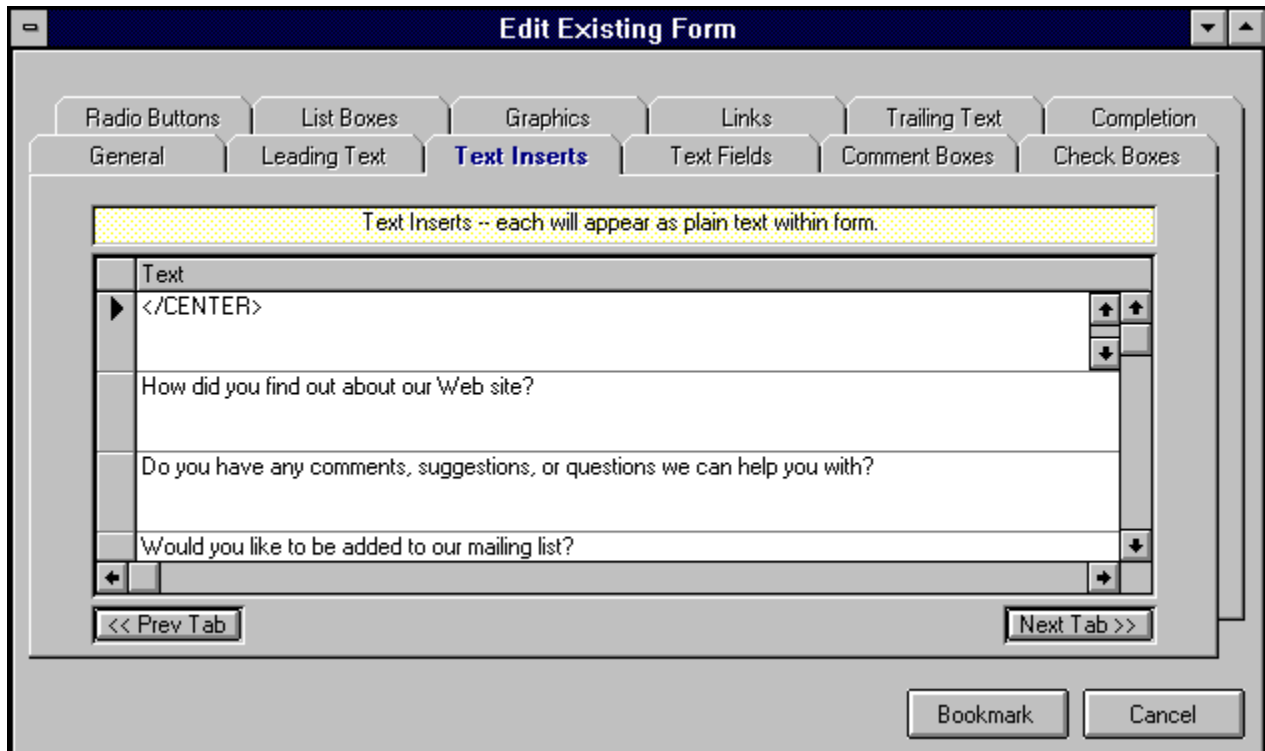 Edit Existing Form
Radio Buttons List Boxes Graphics Links Trailing Text Completion
General Leading Text Text Inserts Text Fields Comment Boxes Check Boxes
Text Inserts -- each will appear as plain text within form.
Text
</CENTER>
How did you find out about our Web site?
Do you have any comments, suggestions, or questions we can help you with?
Would you like to be added to our mailing list?
<< Prev Tab Next Tab >>
Bookmark Cancel